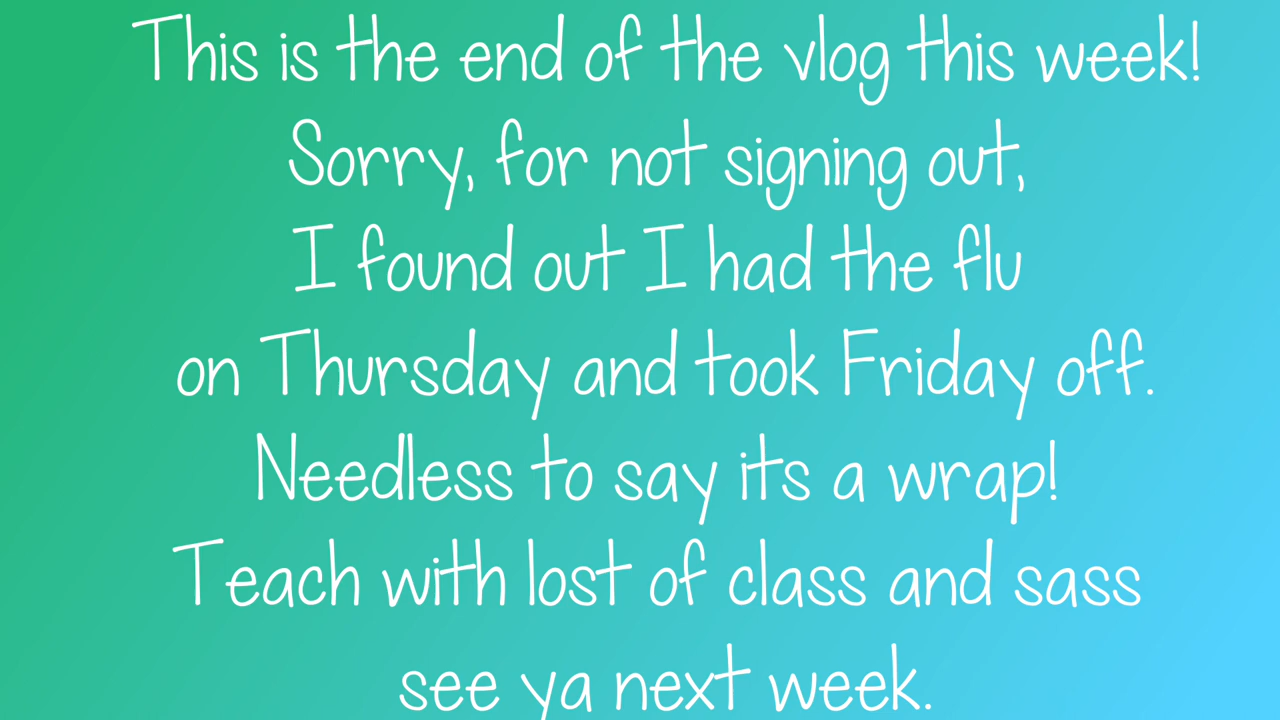 This is the end of the vlog this week!
Sorry, for not signing out,
I found out I had the flu
on Thursday and took Friday off.
Needless to say its a wrap!
Teach with lost of class and sass
see ya next week.